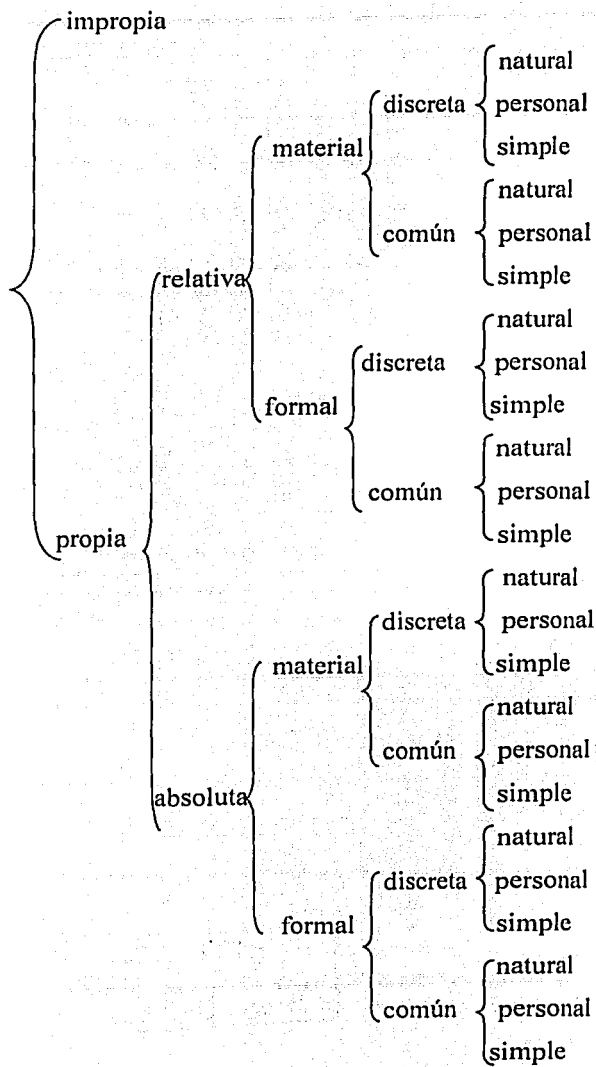 impropia
natural
discreta personal
material simple
natural
común personal
relativa simple
natural
discreta personal
formal simple
natural
común personal
propia simple
natural
discreta personal
material simple
natural
común personal
absoluta simple
natural
discreta personal
formal simple
natural
común personal
simple